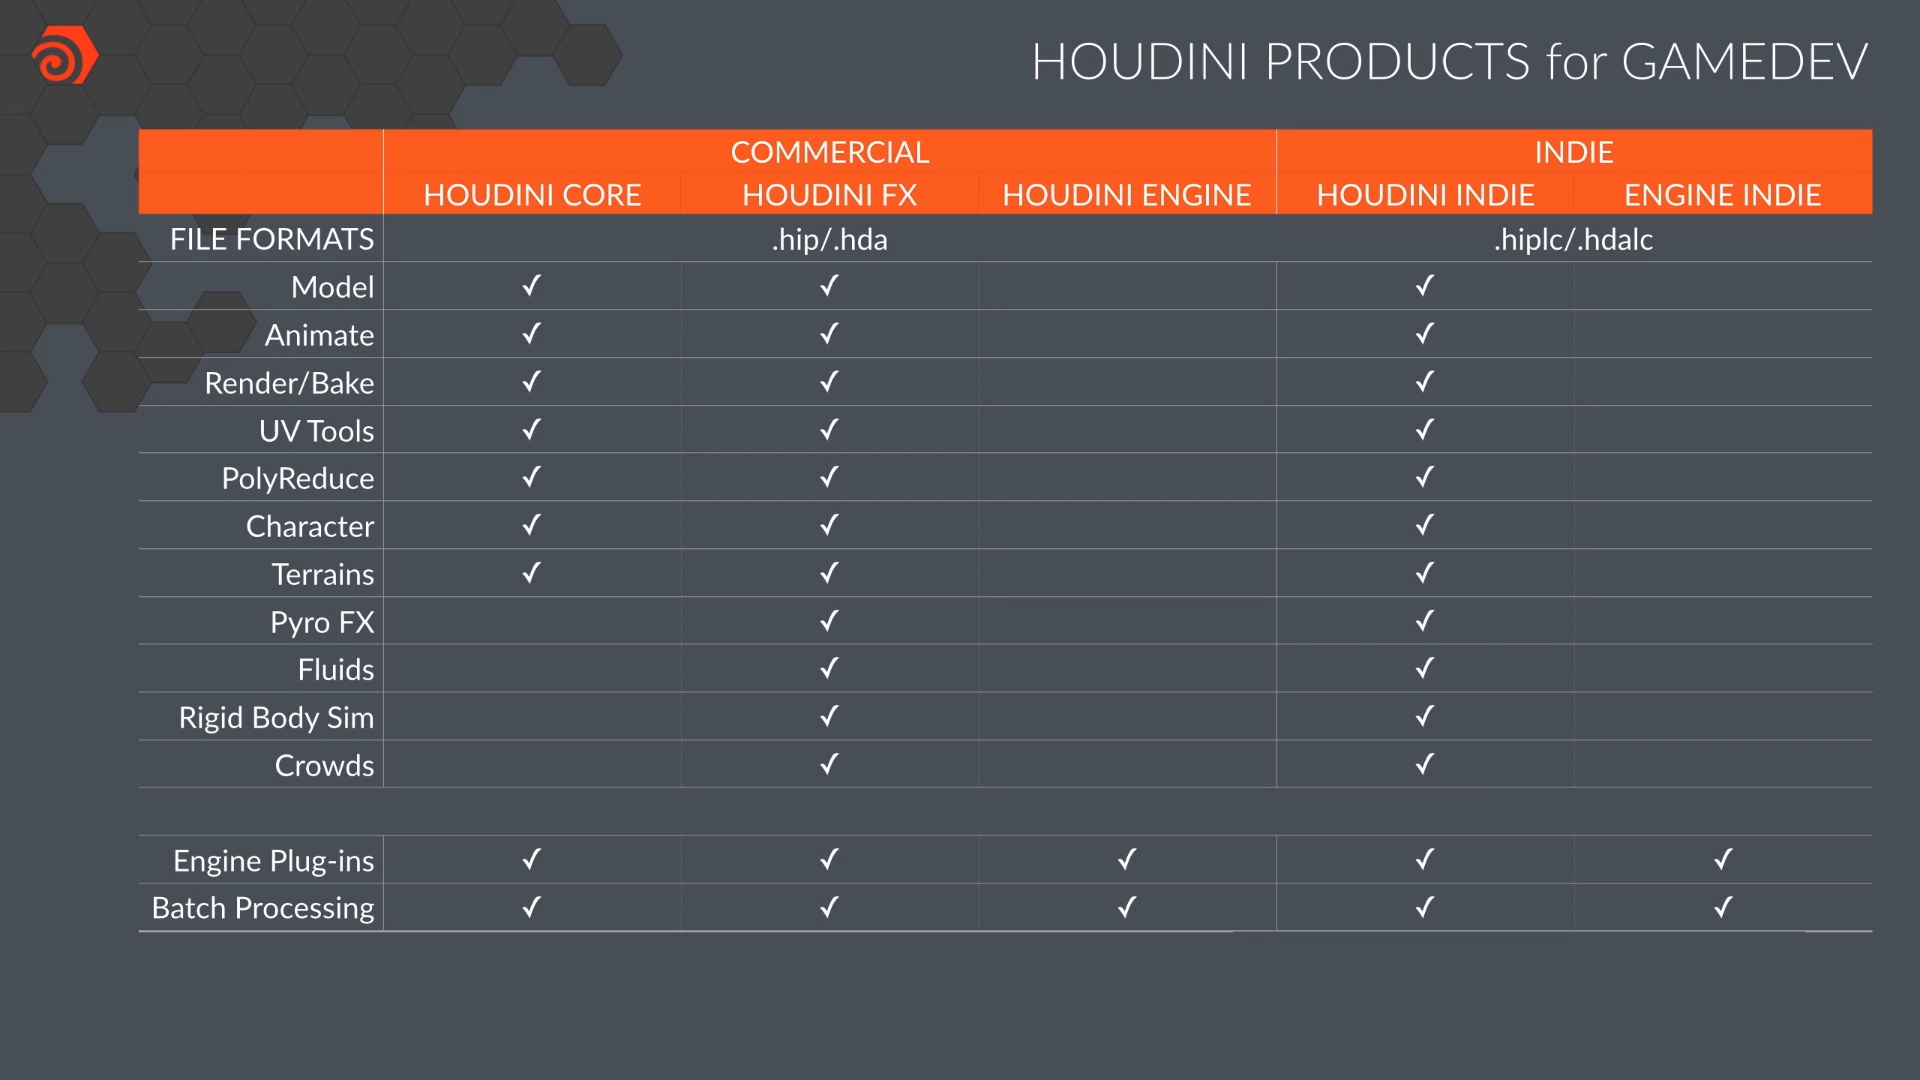 HOUDINI PRODUCTS for GAMEDEV
COMMERCIAL INDIE
HOUDINI CORE HOUDINI FX HOUDINI ENGINE HOUDINI INDIE ENGINE INDIE
FILE FORMATS .hip/.hda .hiplc/.hdalc
Model ✓ ✓ ✓
Animate ✓ ✓ ✓
Render/Bake ✓ ✓ ✓
UV Tools ✓ ✓ ✓
PolyReduce ✓ ✓ ✓
Character ✓ ✓ ✓
Terrains ✓ ✓ ✓
Pyro FX ✓ ✓
Fluids ✓ ✓
Rigid Body Sim ✓ ✓
Crowds ✓ ✓
Engine Plug-ins ✓ ✓ ✓ ✓ ✓
Batch Processing ✓ ✓ ✓ ✓ ✓